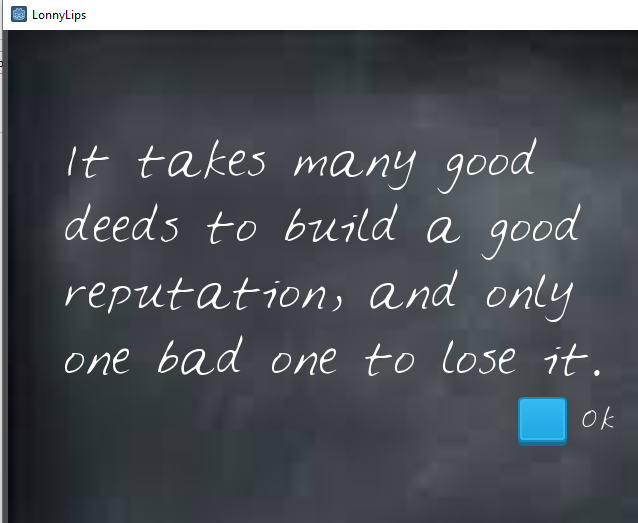 LonnyLips
It takes many good
deeds to build a good
reputation, and only
one bad one to lose it.
Ok